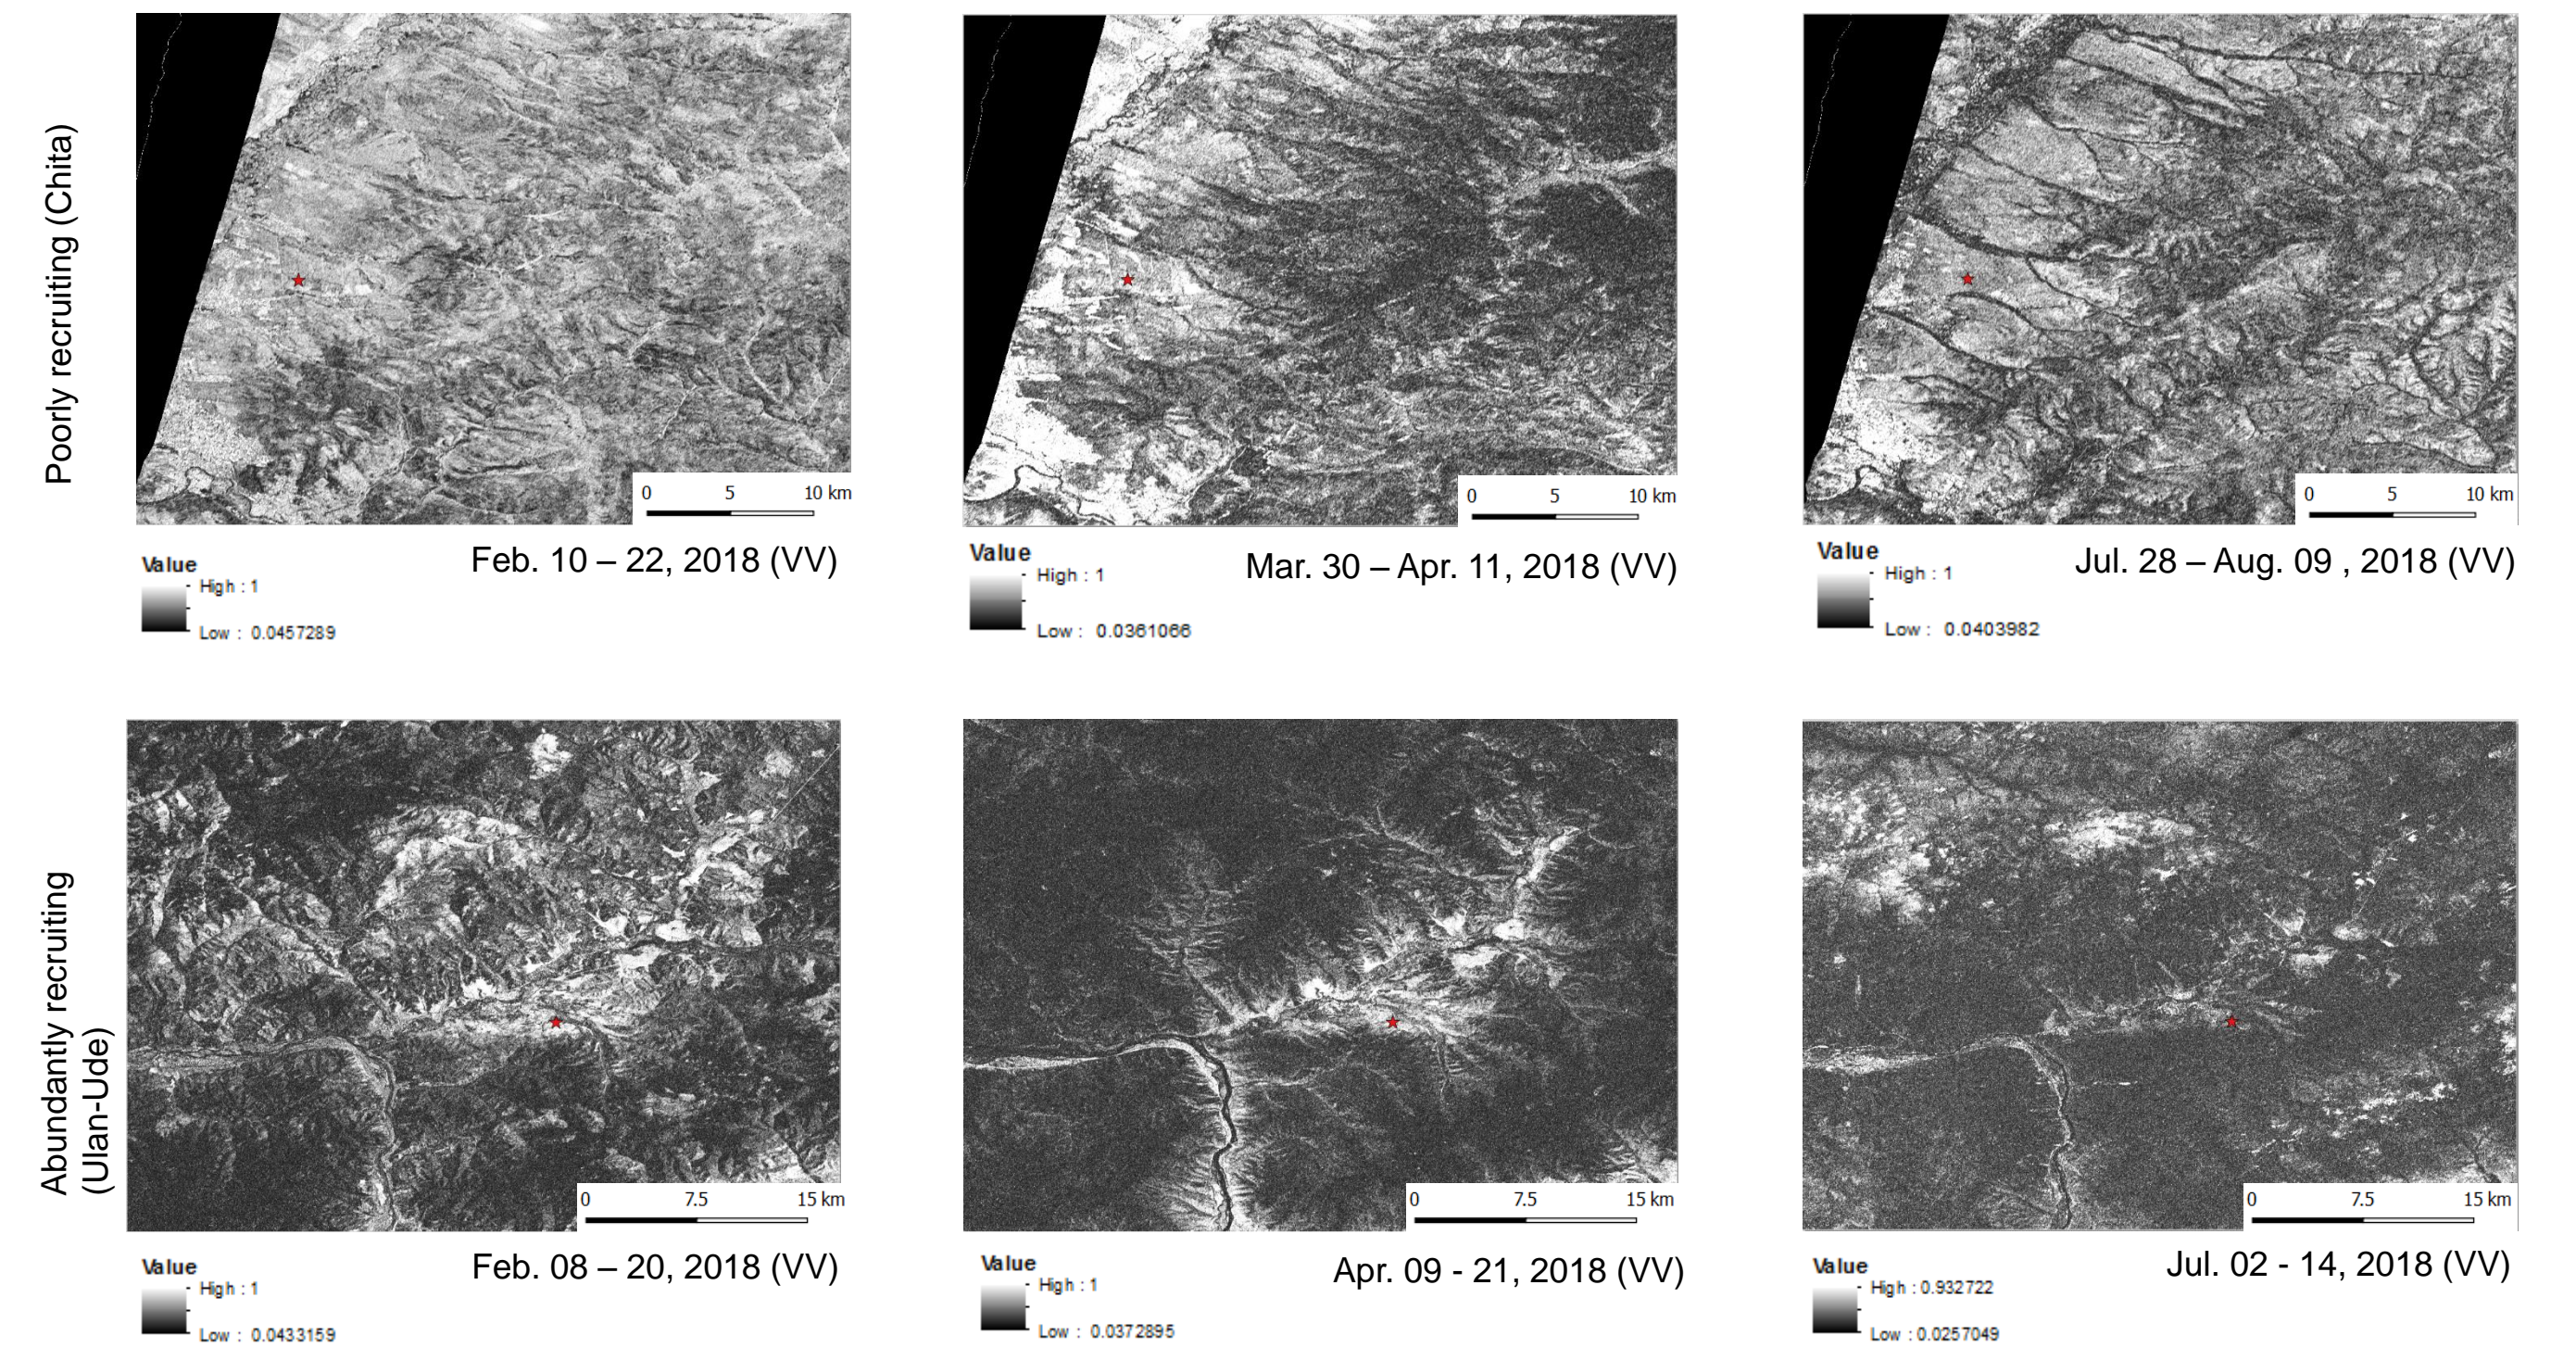 Poorly recruiting (Chita)
0 5 10 km
0 5 10 km
0 5 10 km
Value
High : 1
Low : 0.0457289
Feb. 10 – 22, 2018 (VV)
Value
High : 1
Low : 0.0361066
Mar. 30 – Apr. 11, 2018 (VV)
Value
High : 1
Low : 0.0403982
Jul. 28 – Aug. 09 , 2018 (VV)
Abundantly recruiting
(Ulan-Ude)
0 7.5 15 km
0 7.5 15 km
0 7.5 15 km
Value
High : 1
Low : 0.0433159
Feb. 08 – 20, 2018 (VV)
Value
High : 1
Low : 0.0372895
Apr. 09 - 21, 2018 (VV)
Value
High : 0.932722
Low : 0.0257049
Jul. 02 - 14, 2018 (VV)